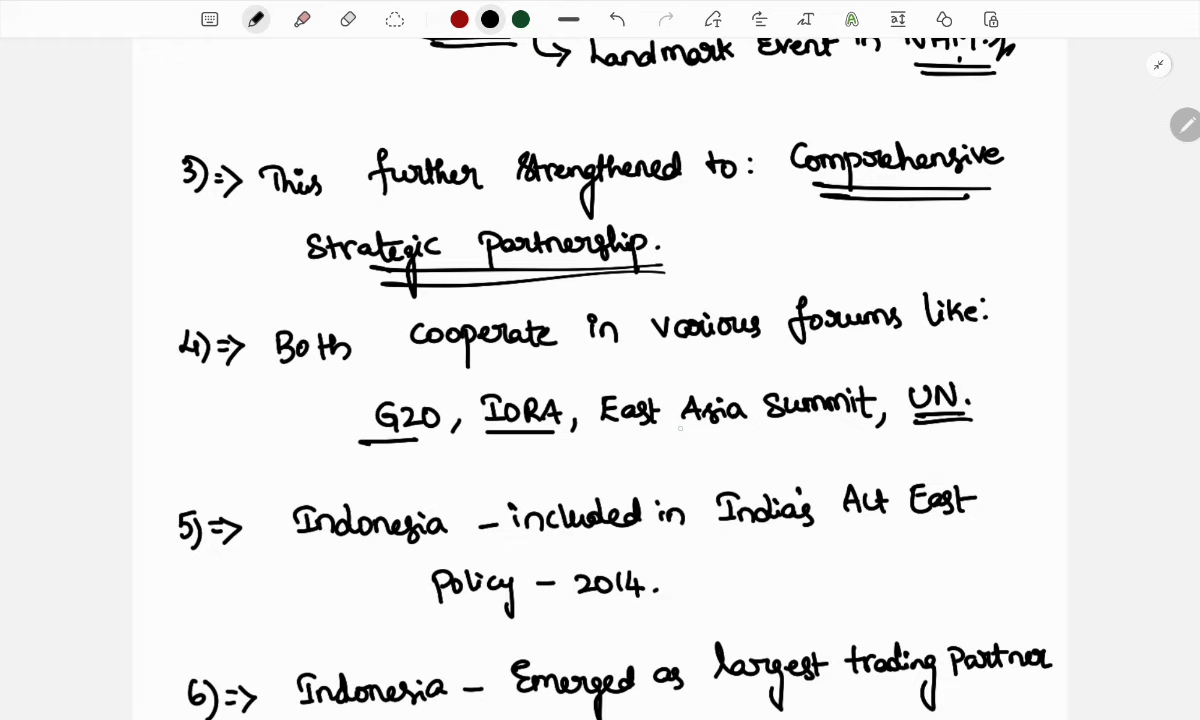 ↳ Landmark Event in NAM.
3)⇒ This further strengthened to: Comprehensive
Strategic Partnership.
4)⇒ Both cooperate in various forums like:
G20, IORA, East Asia Summit, UN.
5)⇒ Indonesia – included in India's Act East
Policy – 2014.
6)⇒ Indonesia – Emerged as largest trading Partner